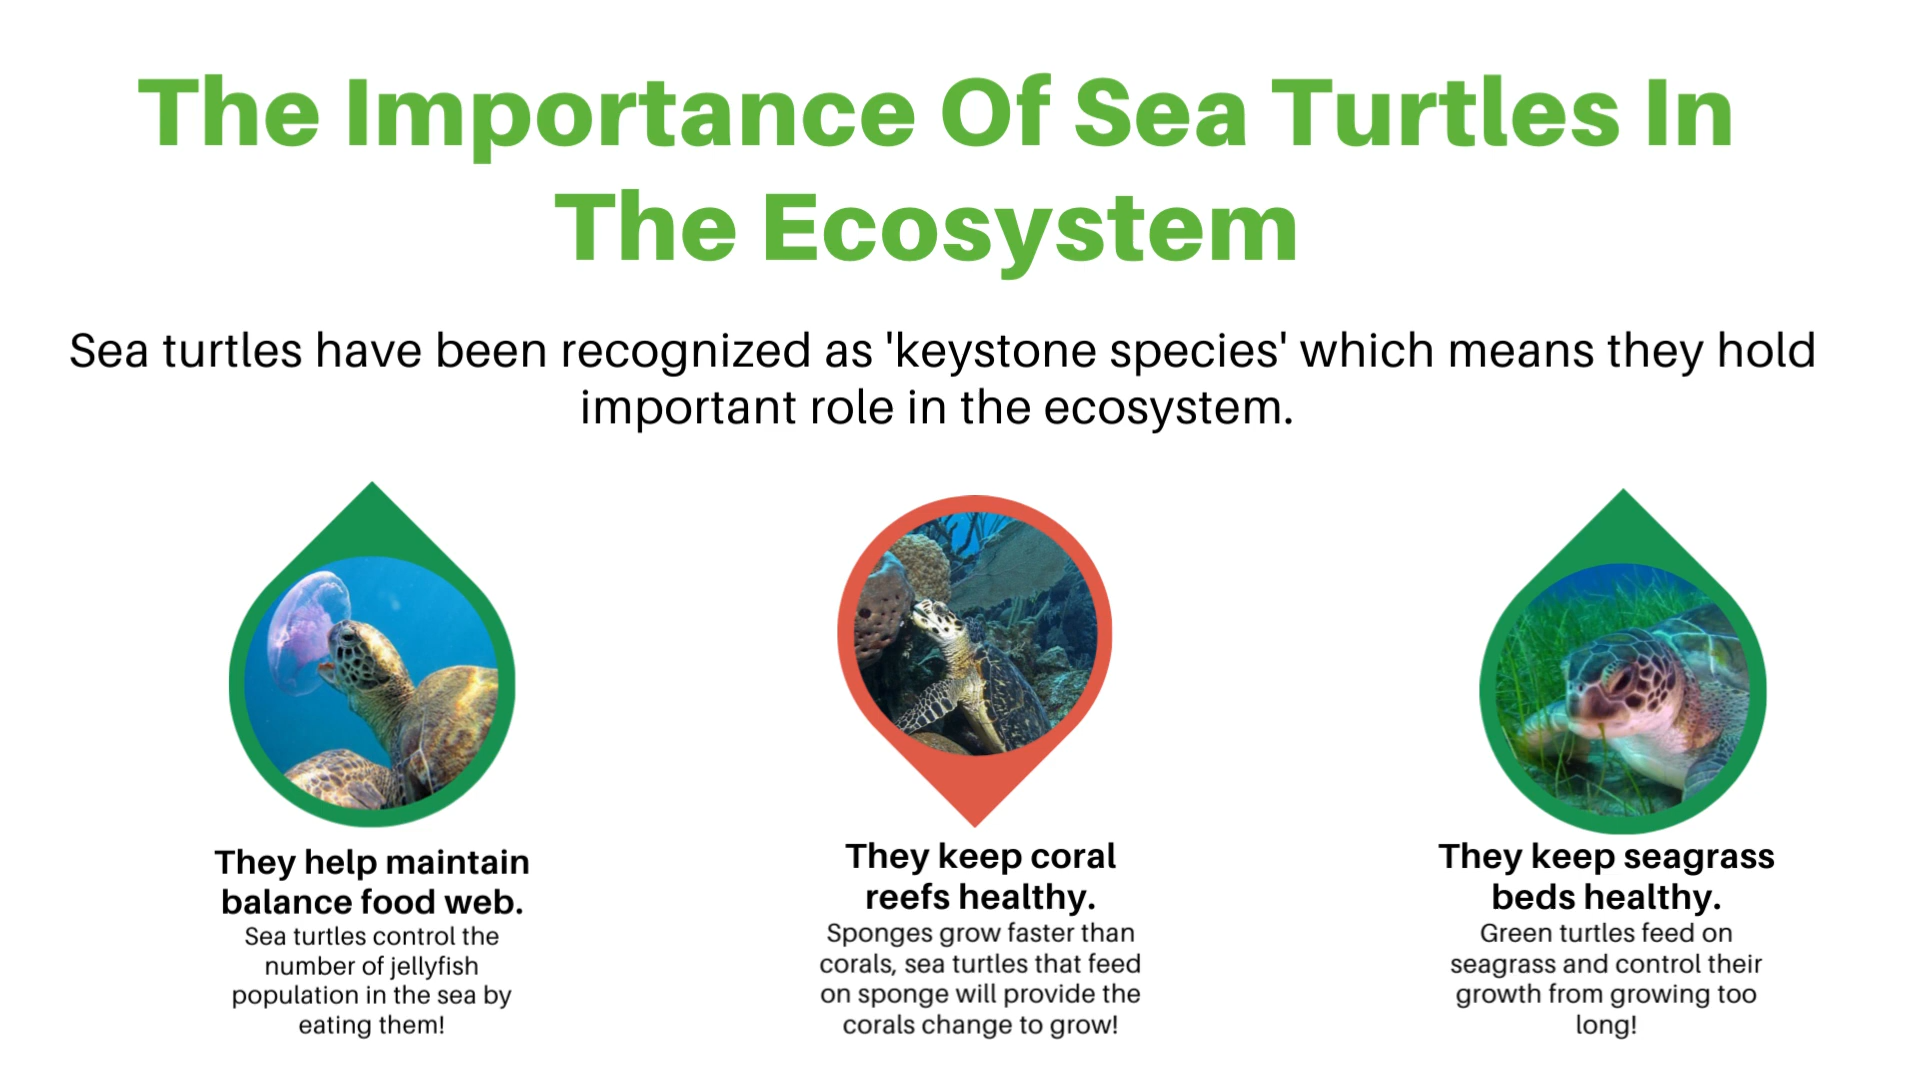 The Importance Of Sea Turtles In
The Ecosystem
Sea turtles have been recognized as 'keystone species' which means they hold
important role in the ecosystem.
They help maintain
balance food web.
Sea turtles control the
number of jellyfish
population in the sea by
eating them!
They keep coral
reefs healthy.
Sponges grow faster than
corals, sea turtles that feed
on sponge will provide the
corals change to grow!
They keep seagrass
beds healthy.
Green turtles feed on
seagrass and control their
growth from growing too
long!